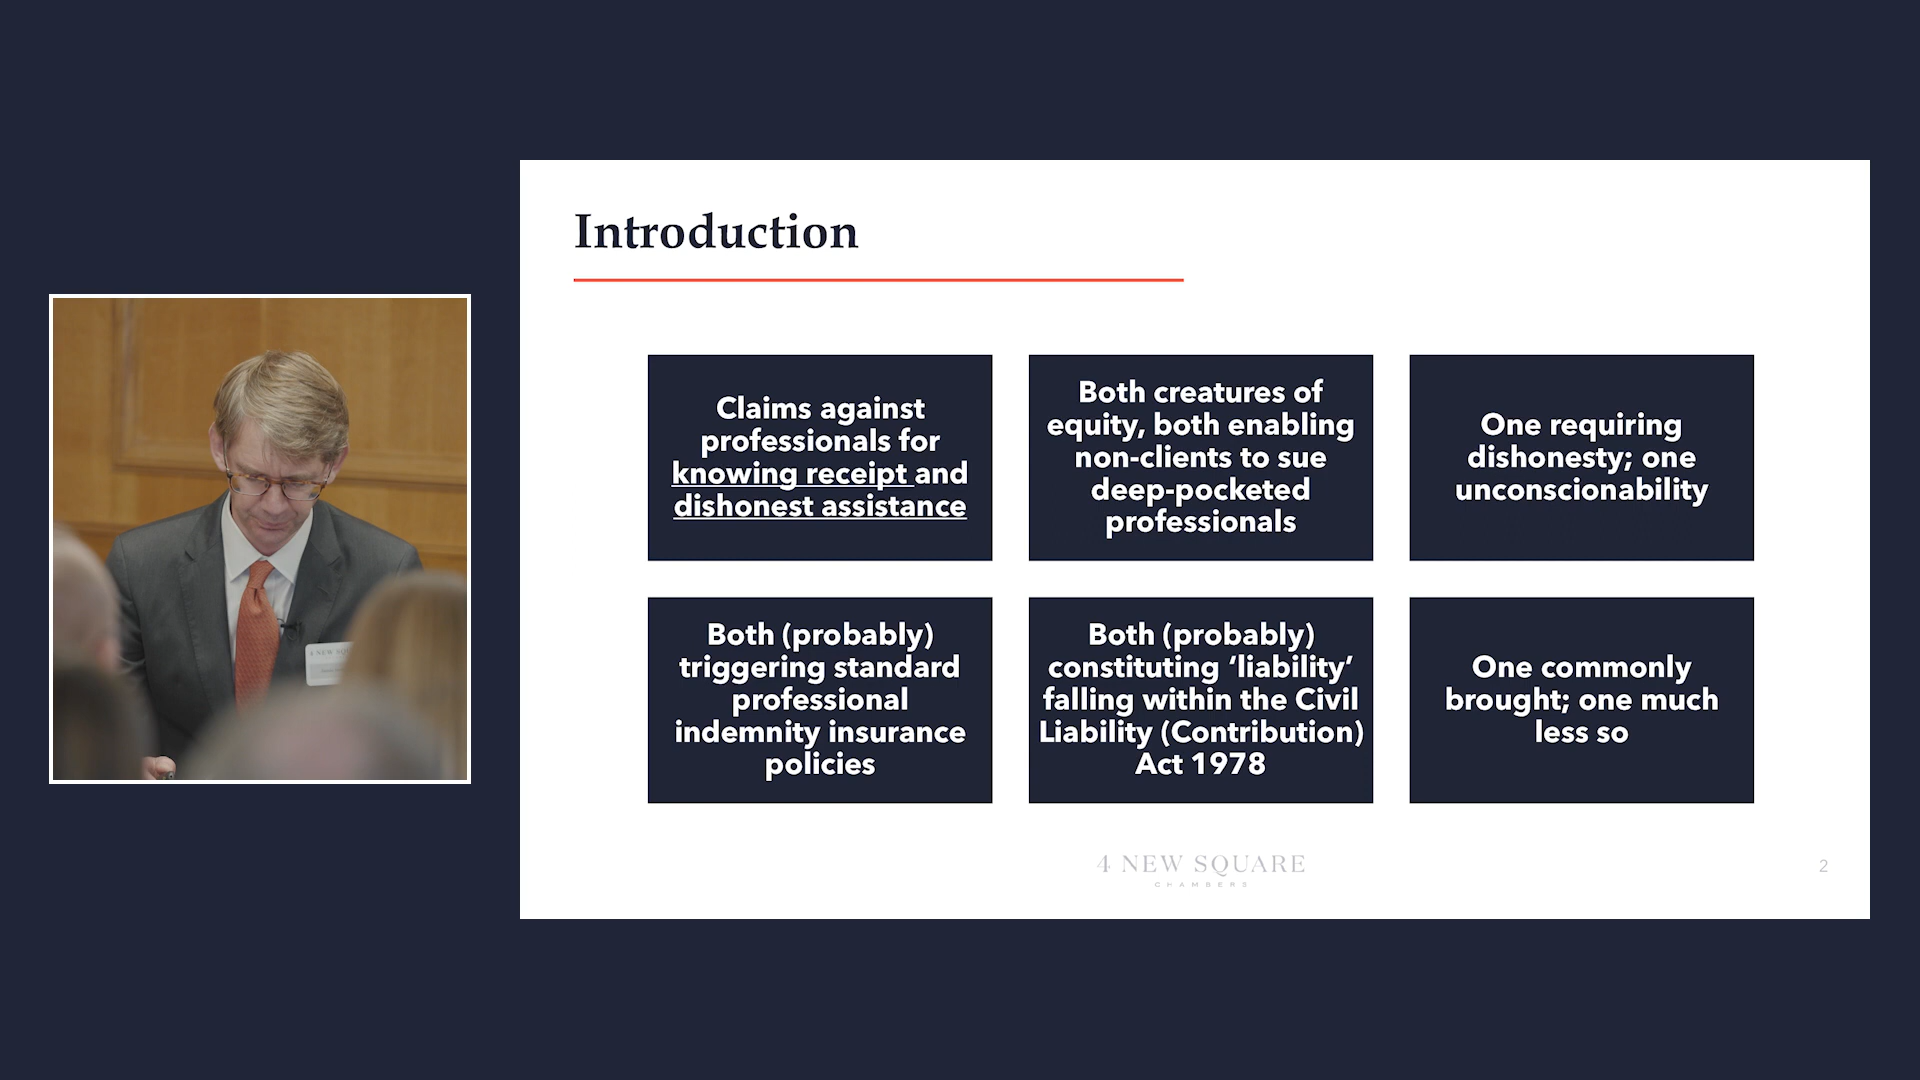 Introduction
Claims against
professionals for
knowing receipt and
dishonest assistance
Both creatures of
equity, both enabling
non-clients to sue
deep-pocketed
professionals
One requiring
dishonesty; one
unconscionability
Both (probably)
triggering standard
professional
indemnity insurance
policies
Both (probably)
constituting ‘liability’
falling within the Civil
Liability (Contribution)
Act 1978
One commonly
brought; one much
less so
4 NEW SQUARE
CHAMBERS
2